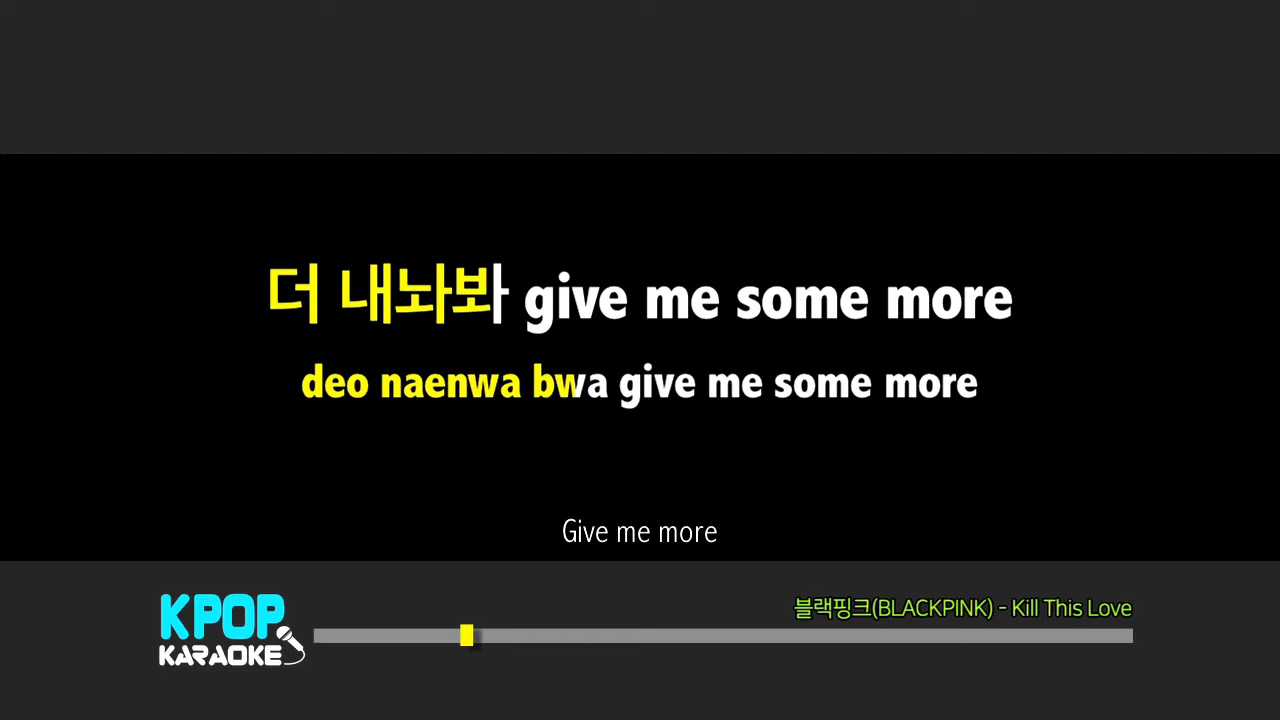 더 내놔봐 give me some more
deo naenwa bwa give me some more
Give me more
블랙핑크(BLACKPINK) - Kill This Love
KPOP
KARAOKE